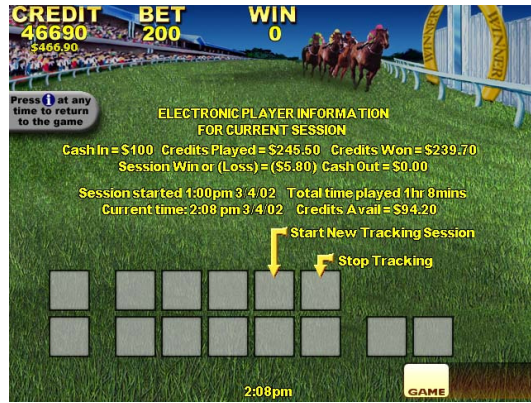 CREDIT BET WIN
46690 200 0
$466.90
WINNER WINNER
Press i at any
time to return
to the game
ELECTRONIC PLAYER INFORMATION
FOR CURRENT SESSION
Cash In = $100 Credits Played = $245.50 Credits Won = $239.70
Session Win or (Loss) = ($5.80) Cash Out = $0.00
Session started 1:00pm 3/4/02 Total time played 1hr 8mins
Current time: 2:08 pm 3/4/02 Credits Avail = $94.20
Start New Tracking Session
Stop Tracking
2:08pm
GAME